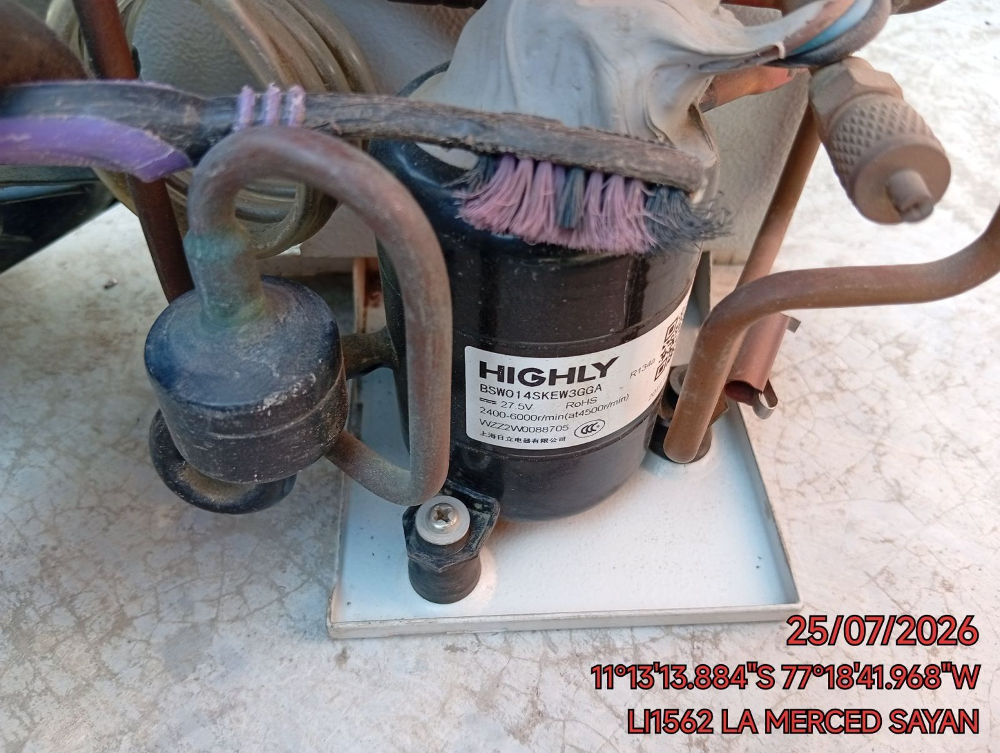 HIGHLY
R134a
BSW014SKEW3GGA
27.5V RoHS
2400-6000r/min(at4500r/min)
WZZ2W0088705 CCC S
上海日立电器有限公司
25/07/2026
11°13'13.884"S 77°18'41.968"W
LI1562 LA MERCED SAYAN